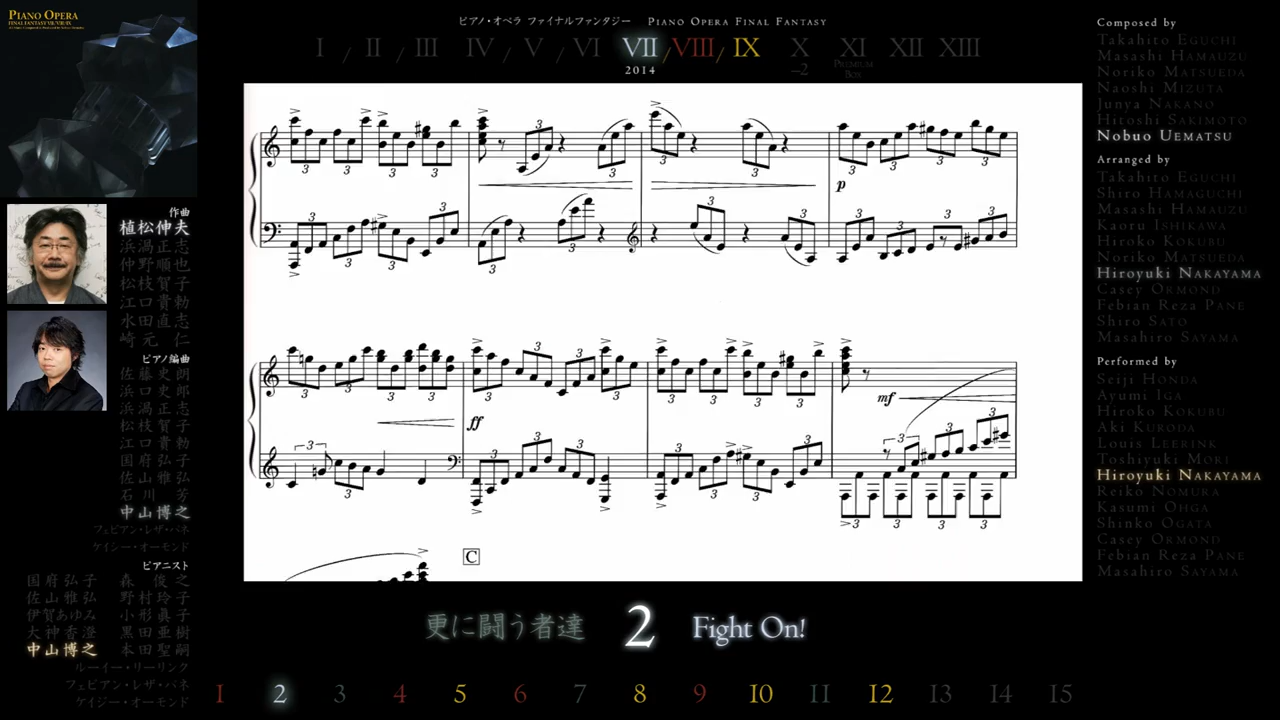 PIANO OPERA
ピアノ・オペラ ファイナルファンタジー PIANO OPERA FINAL FANTASY
I / II / III IV / V / VI VII / VIII / IX X XI XII XIII
2014
–2
PREMIUM
BOX
Composed by
Takahito EGUCHI
Masashi HAMAUZU
Noriko MATSUEDA
Naoshi MIZUTA
Junya NAKANO
Hitoshi SAKIMOTO
Nobuo UEMATSU
Arranged by
Takahito EGUCHI
Shiro HAMAGUCHI
Masashi HAMAUZU
Kaoru ISHIKAWA
Hiroko KOKUBU
Noriko MATSUEDA
Hiroyuki NAKAYAMA
Casey ORMOND
Febian Reza PANE
Shiro SATO
Masahiro SAYAMA
Performed by
Seiji HONDA
Ayumi IGA
Hiroko KOKUBU
Aki KURODA
Louis LEERINK
Toshiyuki MORI
Hiroyuki NAKAYAMA
Reiko NOMURA
Kasumi OHGA
Shinko OGATA
Casey ORMOND
Febian Reza PANE
Masahiro SAYAMA
作曲
植松伸夫
浜渦正志
仲野順也
松枝賀子
江口貴勅
水田直志
崎元 仁
ピアノ編曲
佐藤史朗
浜口史郎
浜渦正志
松枝賀子
江口貴勅
国府弘子
佐山雅弘
石川 芳
中山博之
フェビアン・レザ・パネ
ケイシー・オーモンド
ピアニスト
国府弘子 森 俊之
佐山雅弘 野村玲子
伊賀あゆみ 小形眞子
大神香澄 黒田亜樹
中山博之 本田聖嗣
ルーイー・リーリンク
フェビアン・レザ・パネ
ケイシー・オーモンド
3 3 3 3 3 3 3
3 3 3 3 3 3
p
ff
mf
C
更に闘う者達 2 Fight On!
1 2 3 4 5 6 7 8 9 10 11 12 13 14 15